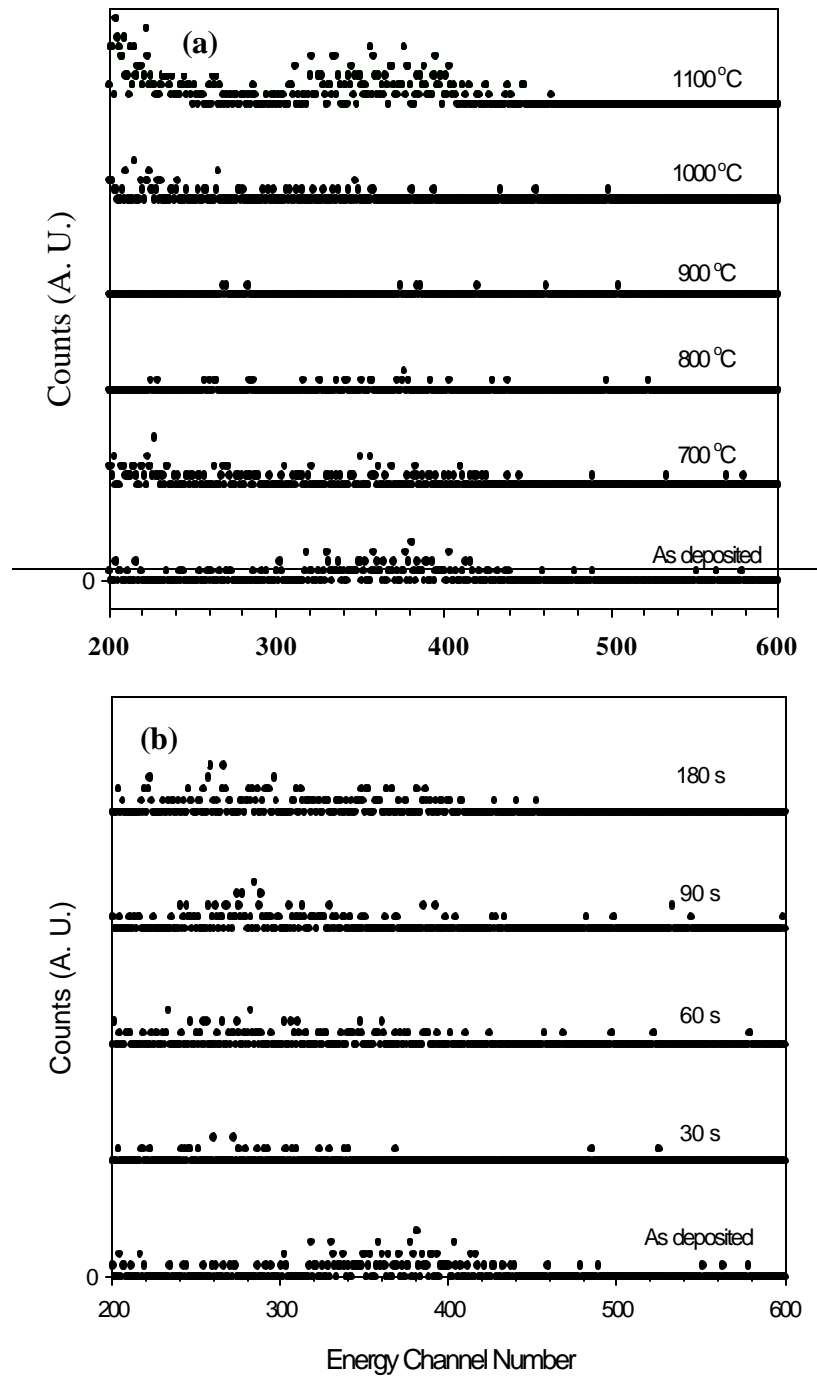 (a)
1100 °C
1000 °C
900 °C
800 °C
700 °C
As deposited
Counts (A. U.)
0
200 300 400 500 600
(b)
180 s
90 s
60 s
30 s
As deposited
Counts (A. U.)
0
200 300 400 500 600
Energy Channel Number